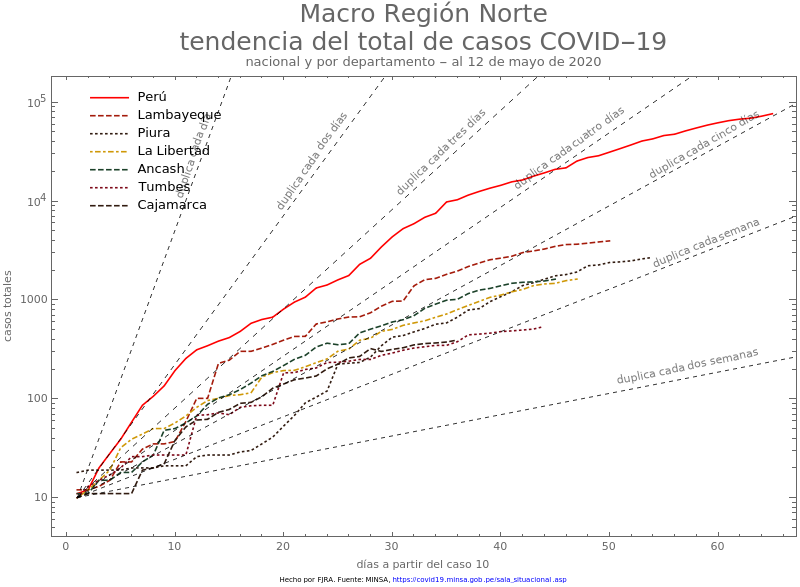 Macro Región Norte
tendencia del total de casos COVID−19
nacional y por departamento − al 12 de mayo de 2020
Perú
Lambayeque
Piura
La Libertad
Ancash
Tumbes
Cajamarca
duplica cada día
duplica cada dos días
duplica cada tres días
duplica cada cuatro días
duplica cada cinco días
duplica cada semana
duplica cada dos semanas
casos totales
10^5
10^4
1000
100
10
0 10 20 30 40 50 60
días a partir del caso 10
Hecho por FJRA. Fuente: MINSA, https://covid19.minsa.gob.pe/sala_situacional.asp